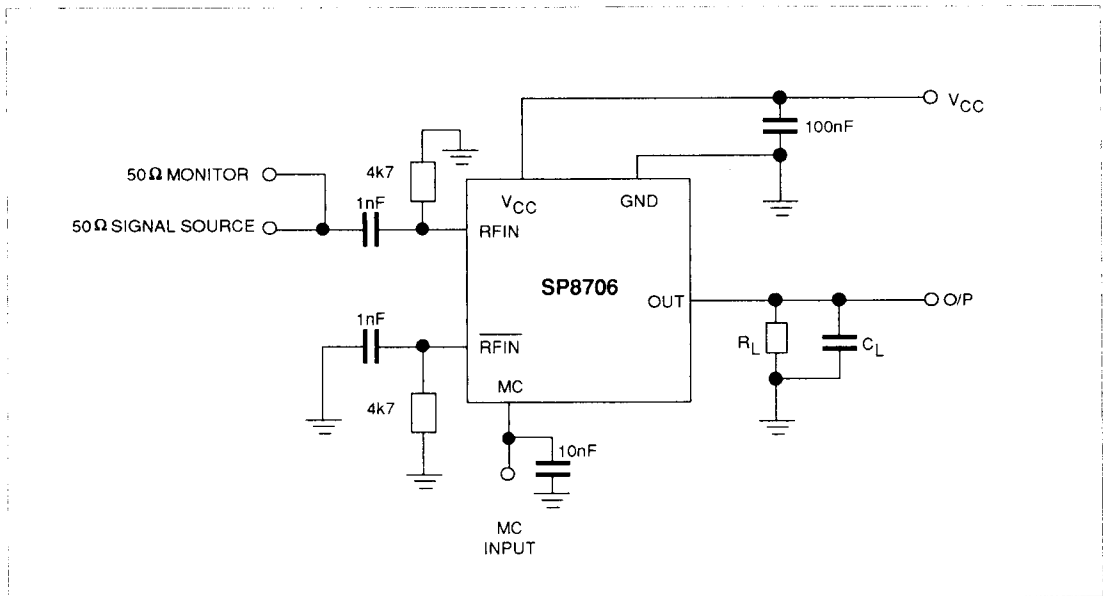 V_CC
100nF
4k7
50Ω MONITOR
1nF
V_CC
GND
50Ω SIGNAL SOURCE
RFIN
SP8706
OUT
O/P
1nF
R̅F̅I̅N̅
R_L
C_L
MC
4k7
10nF
MC
INPUT